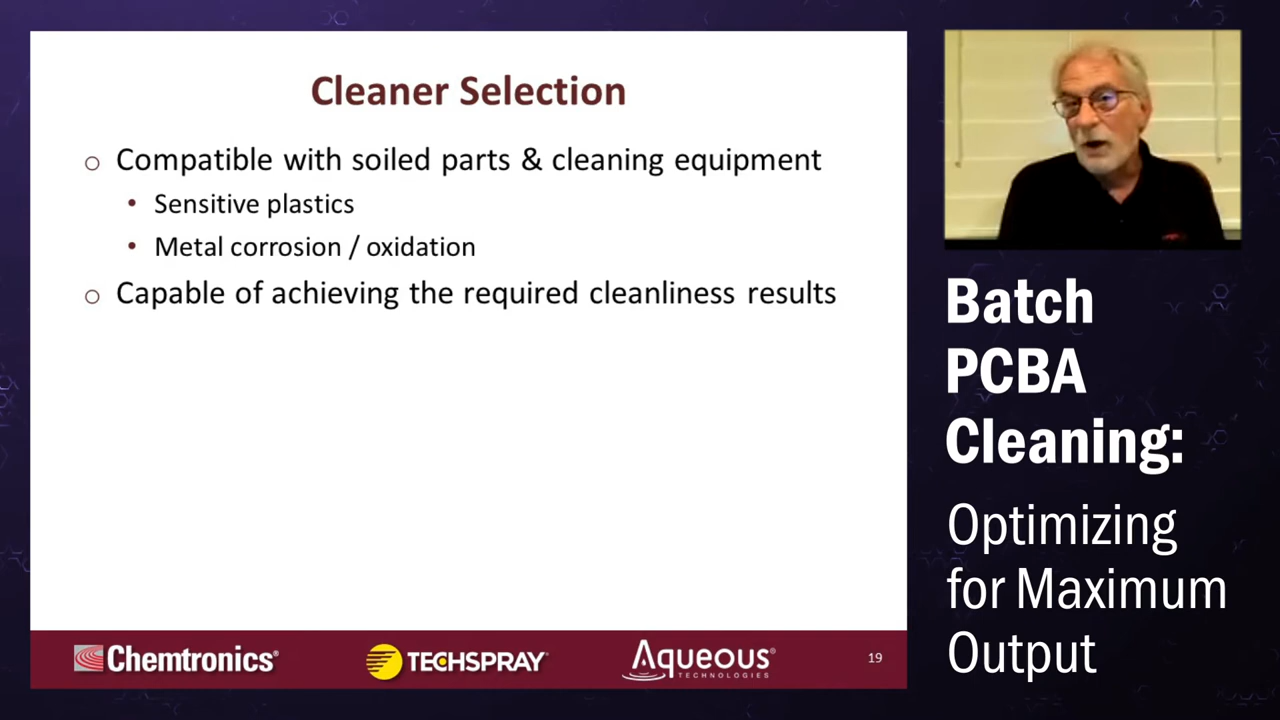 Cleaner Selection
Compatible with soiled parts & cleaning equipment
Sensitive plastics
Metal corrosion / oxidation
Capable of achieving the required cleanliness results
Chemtronics®
TECHSPRAY®
Aqueous®
TECHNOLOGIES
19
Batch
PCBA
Cleaning:
Optimizing
for Maximum
Output